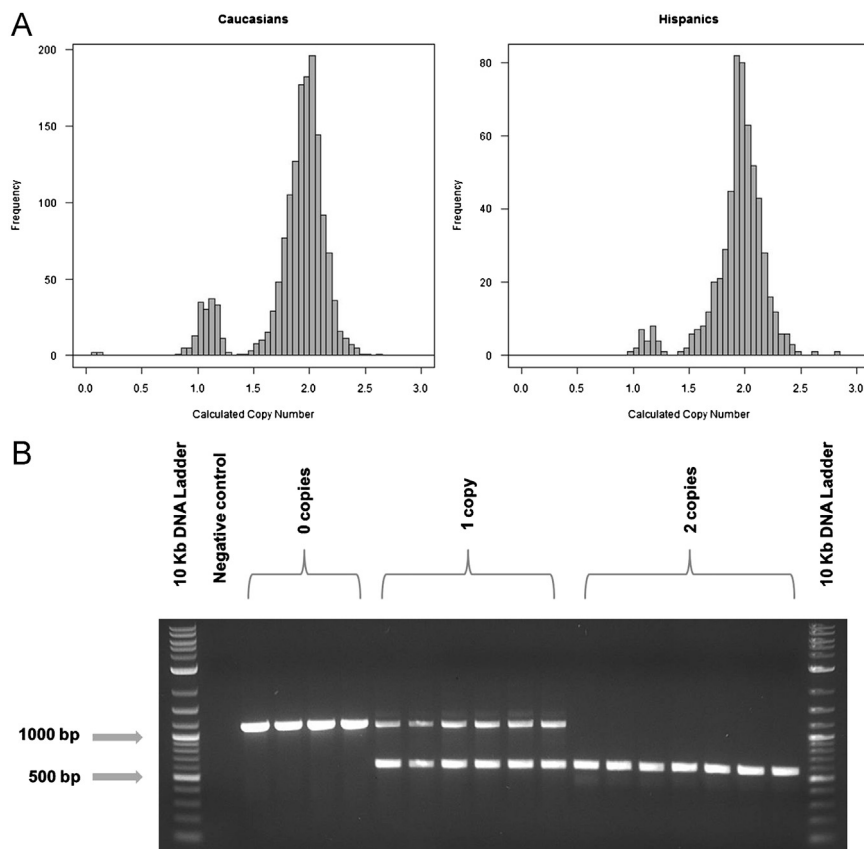 A
Caucasians
Frequency
200
150
100
50
0
0.0 0.5 1.0 1.5 2.0 2.5 3.0
Calculated Copy Number
Hispanics
Frequency
80
60
40
20
0
0.0 0.5 1.0 1.5 2.0 2.5 3.0
Calculated Copy Number
B
10 Kb DNA Ladder
Negative control
0 copies
1 copy
2 copies
10 Kb DNA Ladder
1000 bp
500 bp